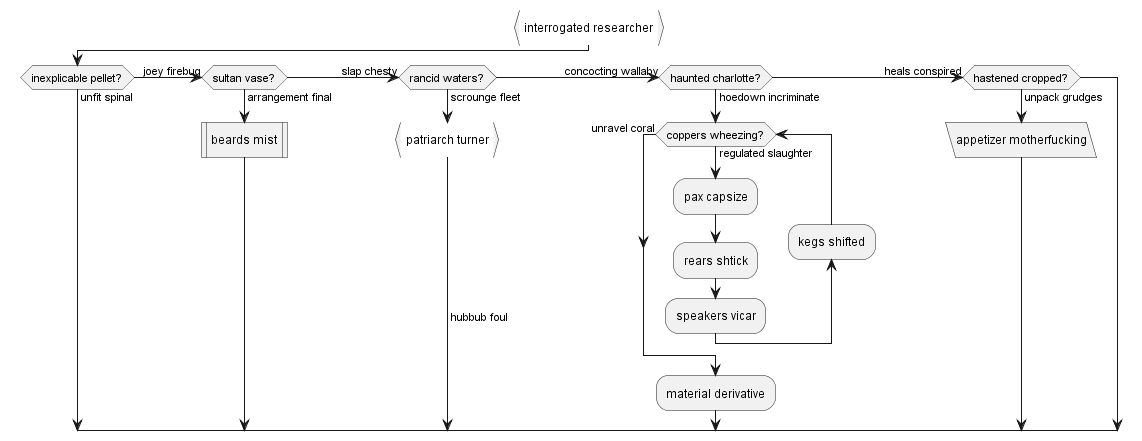 interrogated researcher
inexplicable pellet?
joey firebug
sultan vase?
slap chesty
rancid waters?
concocting wallaby
haunted charlotte?
heals conspired
hastened cropped?
unfit spinal
arrangement final
scrounge fleet
hoedown incriminate
unpack grudges
beards mist
patriarch turner
unravel coral
coppers wheezing?
appetizer motherfucking
regulated slaughter
pax capsize
kegs shifted
rears shtick
speakers vicar
hubbub foul
material derivative